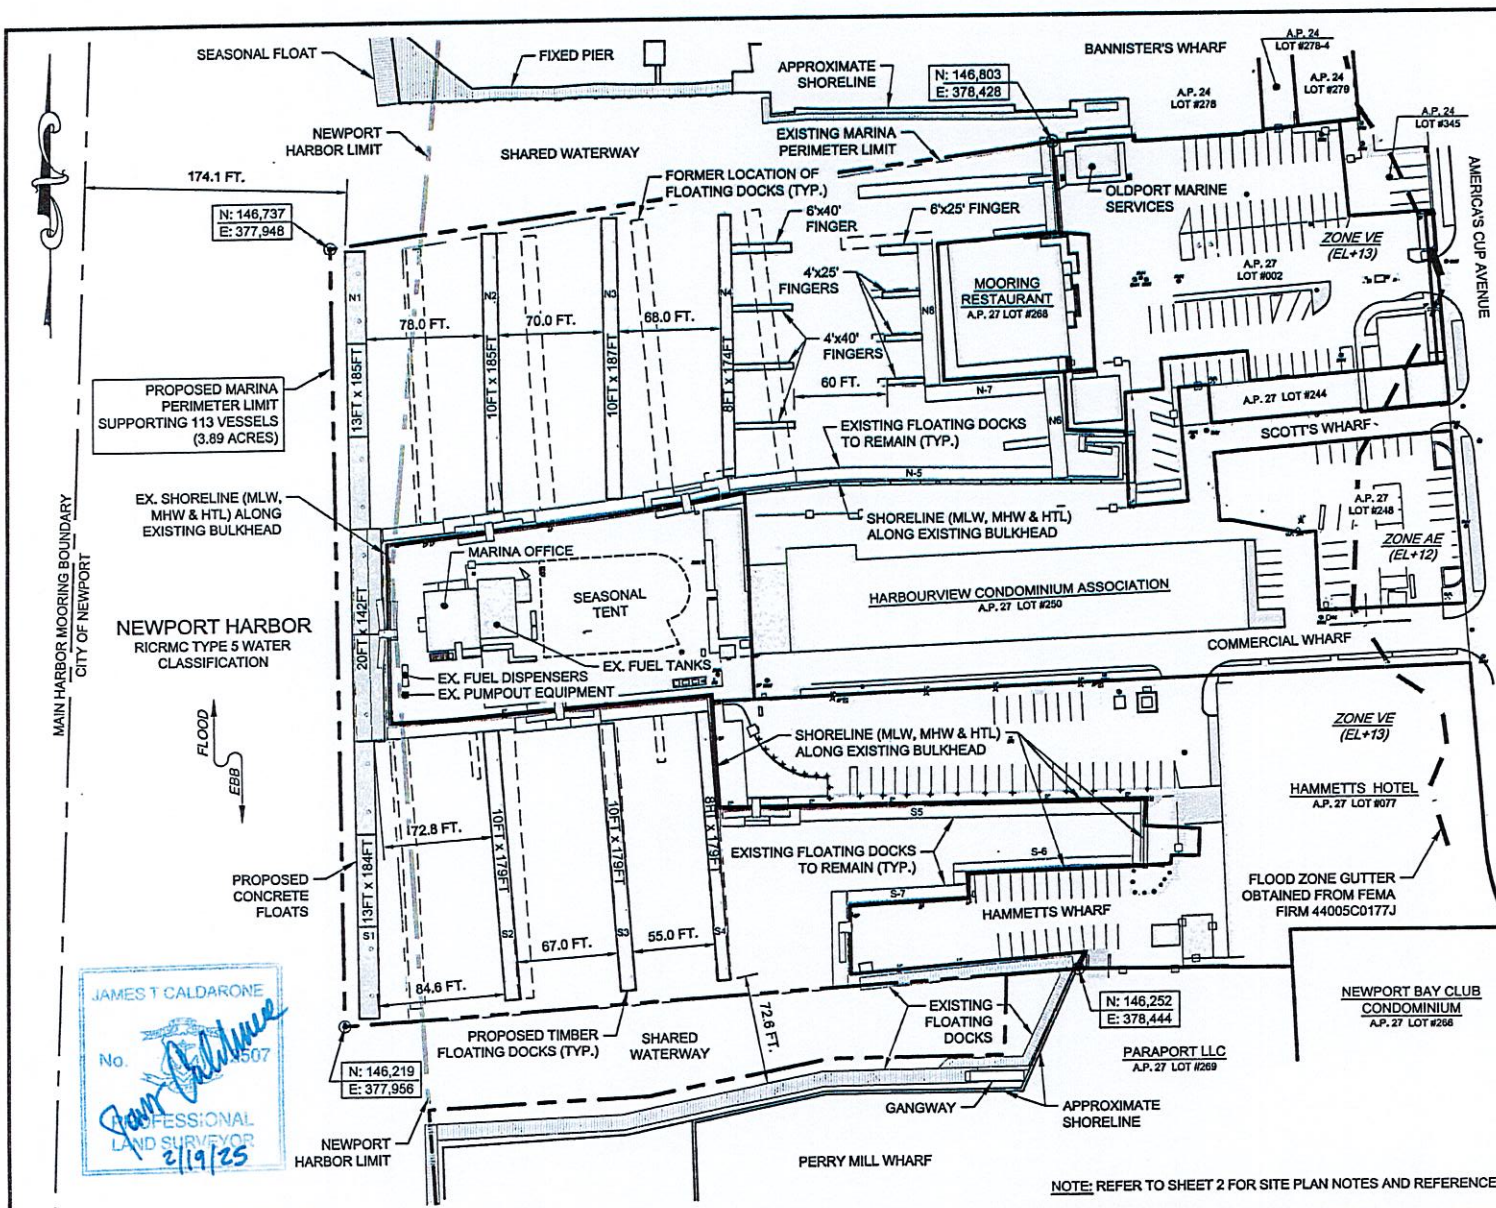 SEASONAL FLOAT
FIXED PIER
APPROXIMATE
SHORELINE
N: 146,803
E: 378,428
BANNISTER'S WHARF
A.P. 24
LOT #278-4
A.P. 24
LOT #278
A.P. 24
LOT #279
A.P. 24
LOT #345
NEWPORT
HARBOR LIMIT
SHARED WATERWAY
EXISTING MARINA
PERIMETER LIMIT
174.1 FT.
FORMER LOCATION OF
FLOATING DOCKS (TYP.)
OLDPORT MARINE
SERVICES
AMERICA'S CUP AVENUE
N: 146,737
E: 377,948
6'x40'
FINGER
6'x25' FINGER
ZONE VE
(EL+13)
A.P. 27
LOT #002
4'x25'
FINGERS
MOORING
RESTAURANT
A.P. 27 LOT #268
N1
N2
N3
N4
N8
78.0 FT.
70.0 FT.
68.0 FT.
4'x40'
FINGERS
13FT x 185FT
10FT x 185FT
10FT x 187FT
8FT x 174FT
60 FT.
N-7
N6
PROPOSED MARINA
PERIMETER LIMIT
SUPPORTING 113 VESSELS
(3.89 ACRES)
A.P. 27 LOT #244
SCOTT'S WHARF
EXISTING FLOATING DOCKS
TO REMAIN (TYP.)
N-5
EX. SHORELINE (MLW,
MHW & HTL) ALONG
EXISTING BULKHEAD
SHORELINE (MLW, MHW & HTL)
ALONG EXISTING BULKHEAD
A.P. 27
LOT #248
ZONE AE
(EL+12)
MARINA OFFICE
SEASONAL
TENT
HARBOURVIEW CONDOMINIUM ASSOCIATION
A.P. 27 LOT #250
MAIN HARBOR MOORING BOUNDARY
CITY OF NEWPORT
NEWPORT HARBOR
RICRMC TYPE 5 WATER
CLASSIFICATION
20FT x 142FT
COMMERCIAL WHARF
EX. FUEL TANKS
EX. FUEL DISPENSERS
EX. PUMPOUT EQUIPMENT
FLOOD
EBB
SHORELINE (MLW, MHW & HTL)
ALONG EXISTING BULKHEAD
ZONE VE
(EL+13)
HAMMETTS HOTEL
A.P. 27 LOT #077
72.8 FT.
13FT x 184FT
10FT x 179FT
10FT x 179FT
8FT x 179FT
S5
S-6
EXISTING FLOATING DOCKS
TO REMAIN (TYP.)
S-7
PROPOSED
CONCRETE
FLOATS
FLOOD ZONE GUTTER
OBTAINED FROM FEMA
FIRM 44005C0177J
HAMMETTS WHARF
S1
S2
S3
S4
67.0 FT.
55.0 FT.
84.6 FT.
72.6 FT.
JAMES T CALDARONE
No.
2507
PROFESSIONAL
LAND SURVEYOR
2/19/25
PROPOSED TIMBER
FLOATING DOCKS (TYP.)
SHARED
WATERWAY
EXISTING
FLOATING
DOCKS
N: 146,252
E: 378,444
NEWPORT BAY CLUB
CONDOMINIUM
A.P. 27 LOT #266
N: 146,219
E: 377,956
PARAPORT LLC
A.P. 27 LOT #269
GANGWAY
APPROXIMATE
SHORELINE
NEWPORT
HARBOR LIMIT
PERRY MILL WHARF
NOTE: REFER TO SHEET 2 FOR SITE PLAN NOTES AND REFERENCE